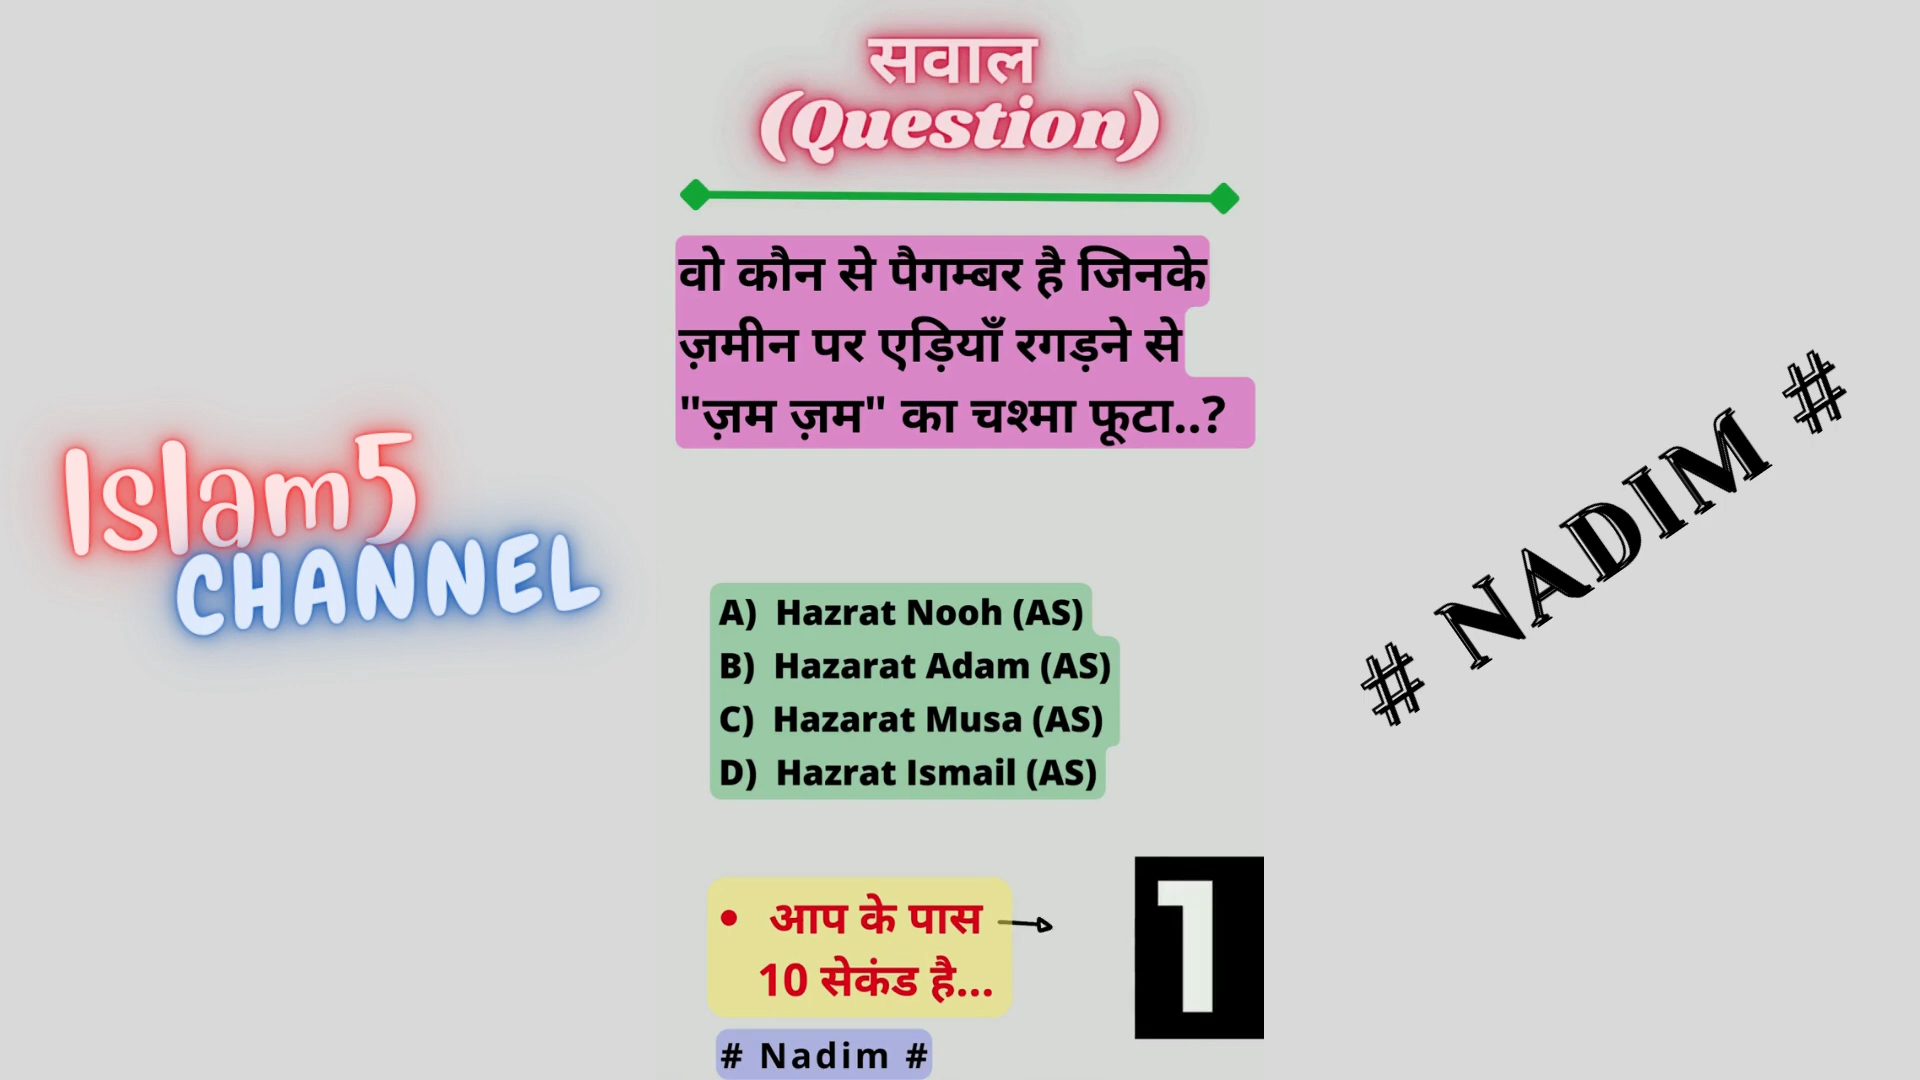 सवाल
(Question)
वो कौन से पैगम्बर है जिनके
ज़मीन पर एड़ियाँ रगड़ने से
"ज़म ज़म" का चश्मा फूटा..?
Islam5
CHANNEL
# NADIM #
A) Hazrat Nooh (AS)
B) Hazarat Adam (AS)
C) Hazarat Musa (AS)
D) Hazrat Ismail (AS)
• आप के पास
10 सेकंड है...
1
# Nadim #